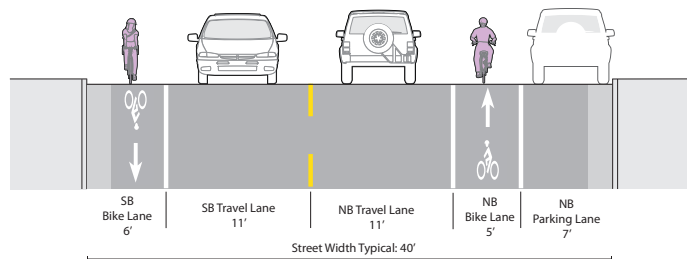 SB
Bike Lane
6’
SB Travel Lane
11’
NB Travel Lane
11’
NB
Bike Lane
5’
NB
Parking Lane
7’
Street Width Typical: 40’